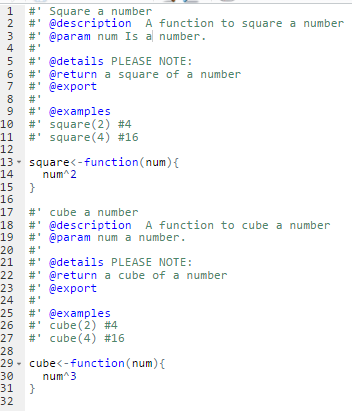 1 #' Square a number
2 #' @description  A function to square a number
3 #' @param num Is a number.
4 #'
5 #' @details PLEASE NOTE:
6 #' @return a square of a number
7 #' @export
8 #'
9 #' @examples
10 #' square(2) #4
11 #' square(4) #16
12
13 square<-function(num){
14   num^2
15 }
16
17 #' cube a number
18 #' @description  A function to cube a number
19 #' @param num a number.
20 #'
21 #' @details PLEASE NOTE:
22 #' @return a cube of a number
23 #' @export
24 #'
25 #' @examples
26 #' cube(2) #4
27 #' cube(4) #16
28
29 cube<-function(num){
30   num^3
31 }
32